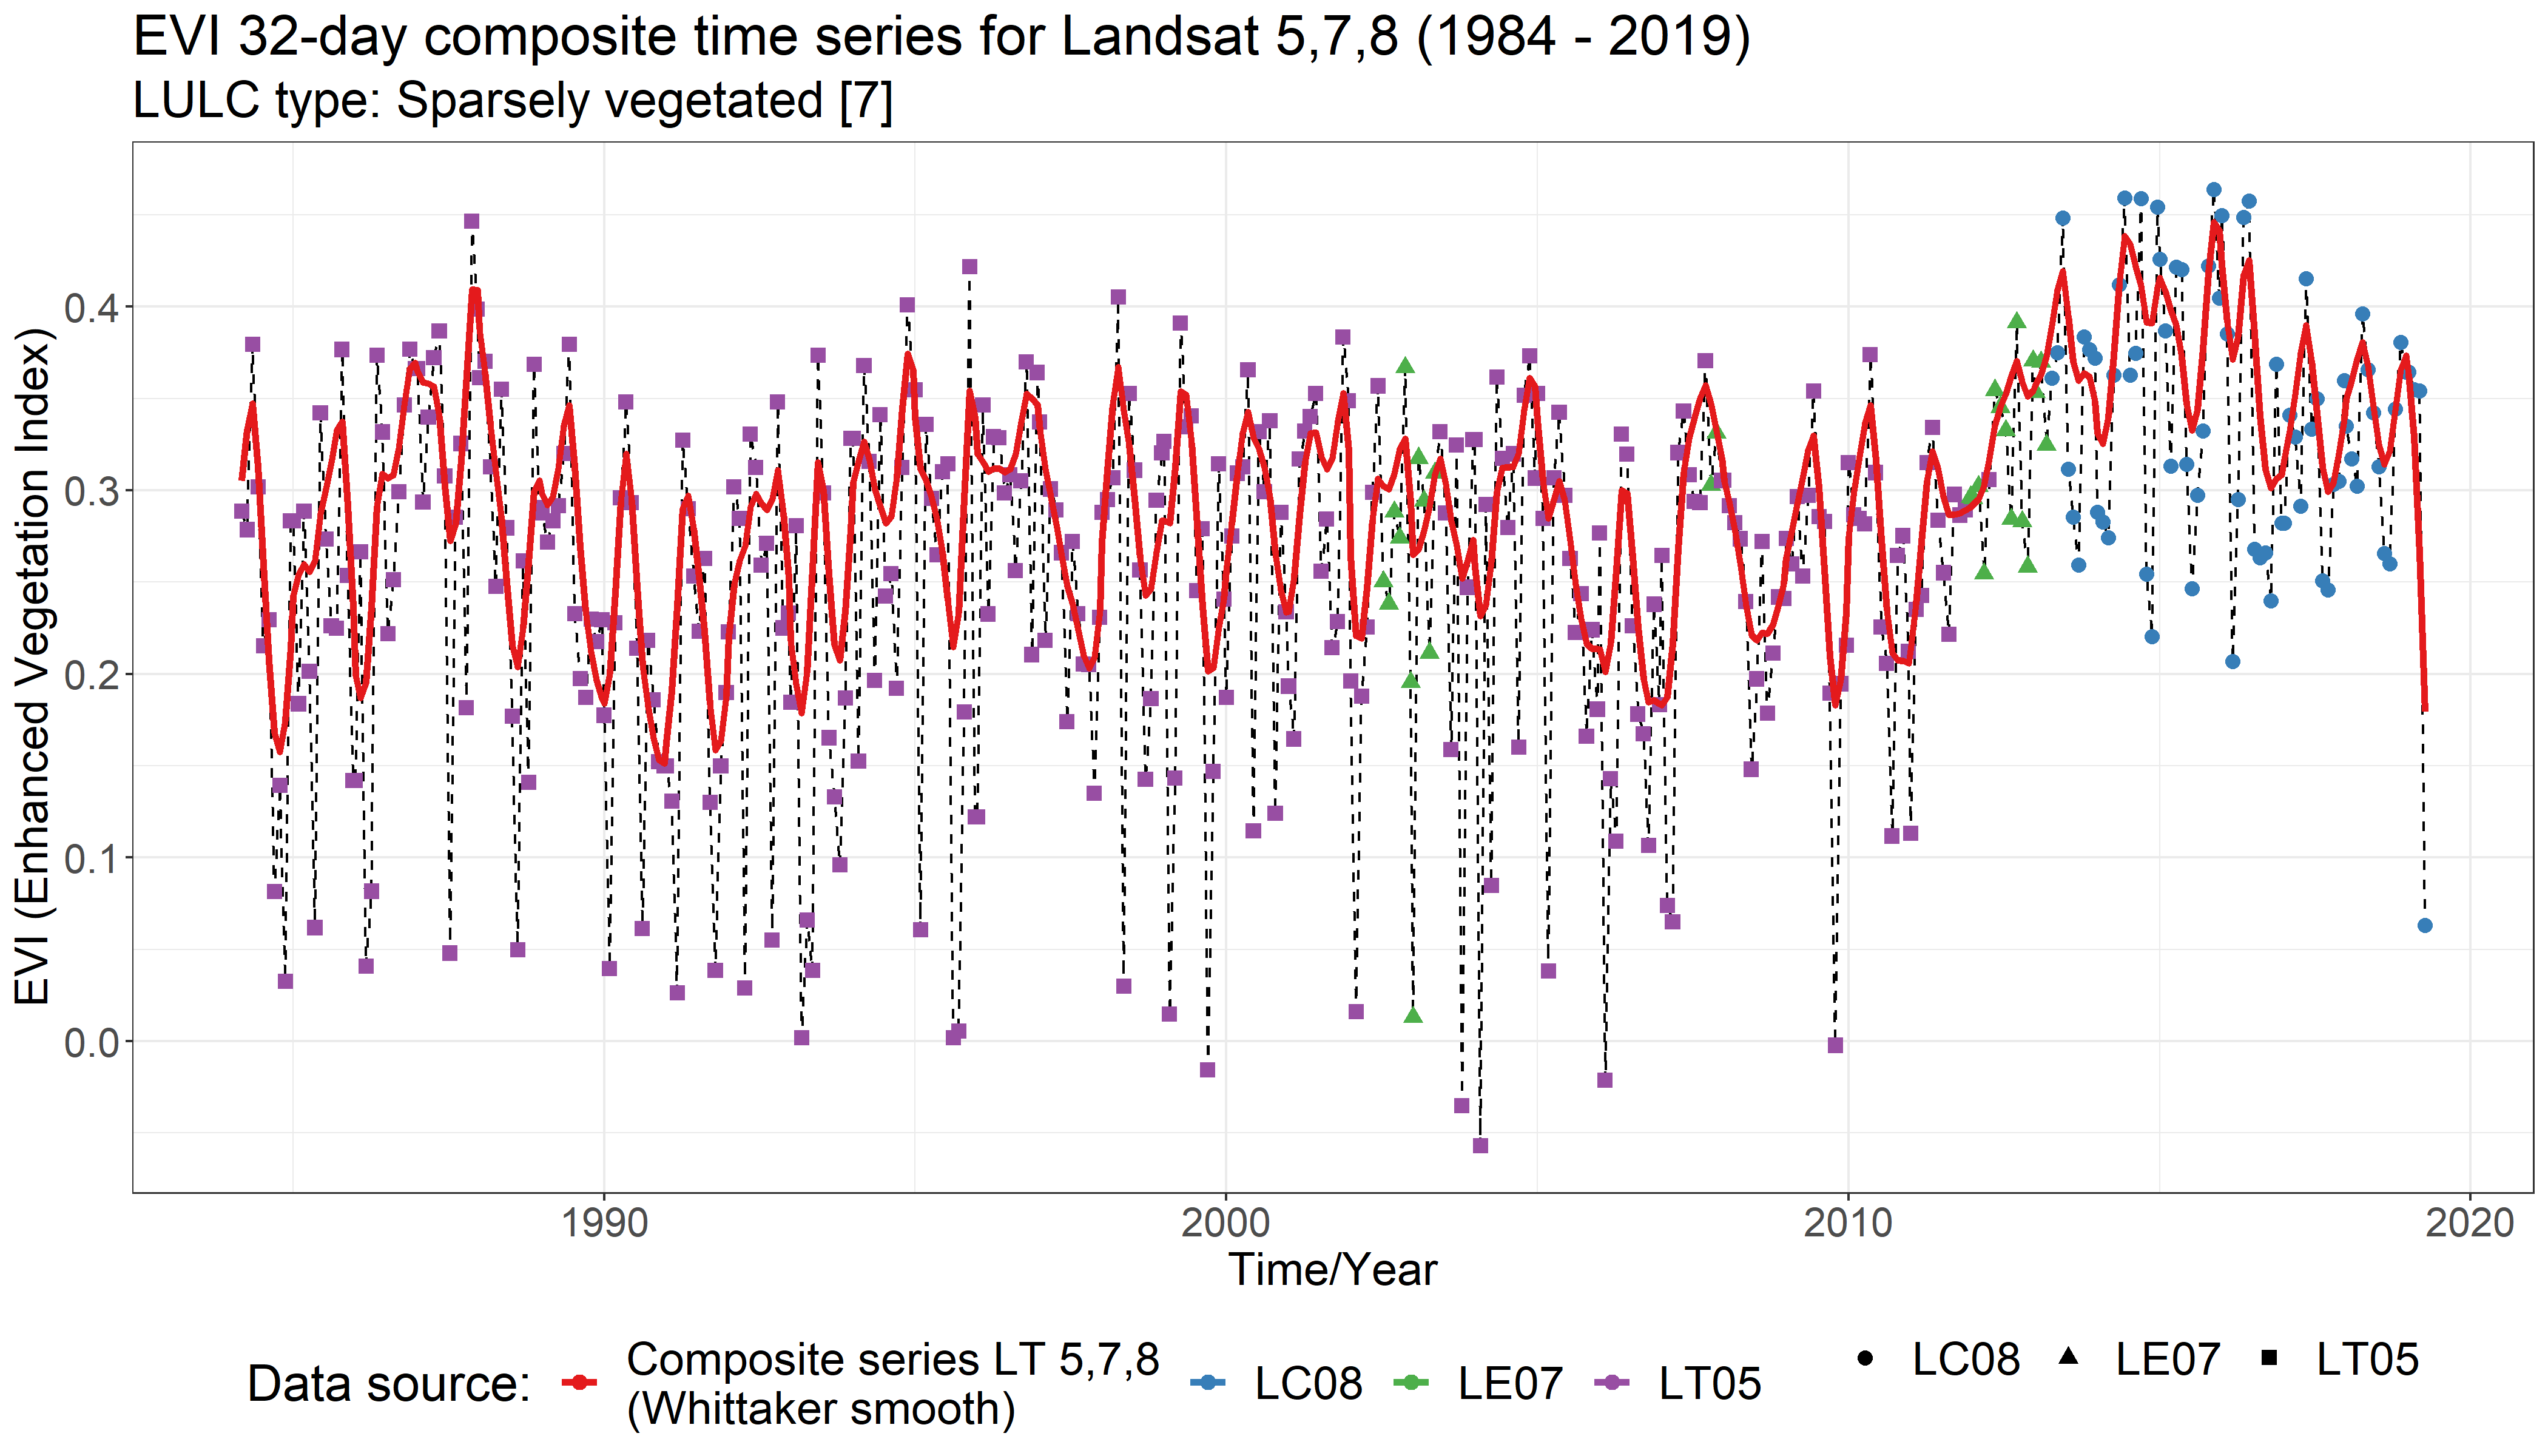 EVI 32-day composite time series for Landsat 5,7,8 (1984 - 2019)
LULC type: Sparsely vegetated [7]
EVI (Enhanced Vegetation Index)
0.4
0.3
0.2
0.1
0.0
1990 2000 2010 2020
Time/Year
Data source: Composite series LT 5,7,8
(Whittaker smooth)
LC08 LE07 LT05
LC08 LE07 LT05